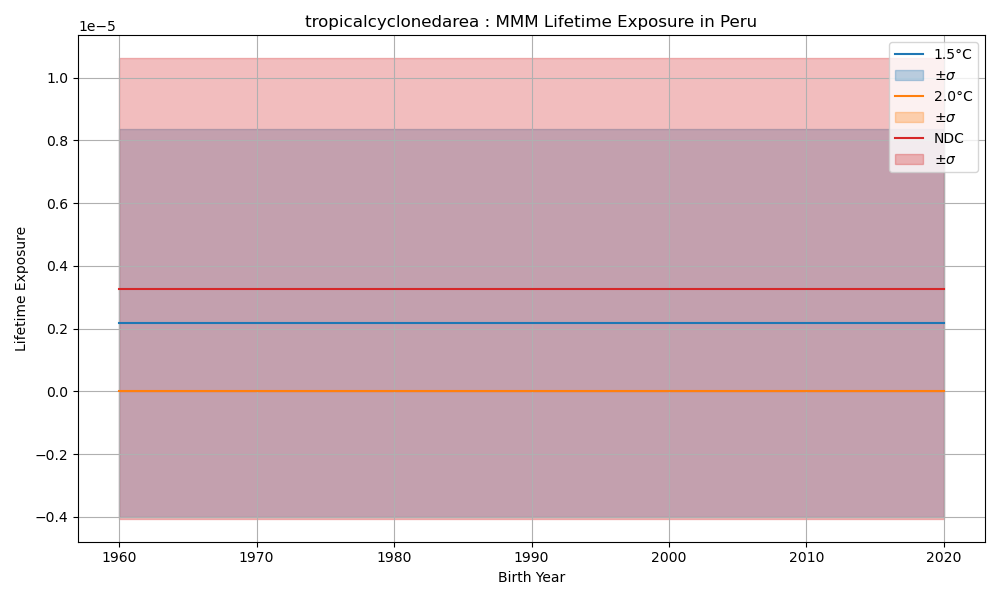 tropicalcyclonedarea : MMM Lifetime Exposure in Peru
1e−5
1.0
0.8
0.6
0.4
0.2
0.0
−0.2
−0.4
Lifetime Exposure
1960
1970
1980
1990
2000
2010
2020
Birth Year
1.5°C
±σ
2.0°C
±σ
NDC
±σ